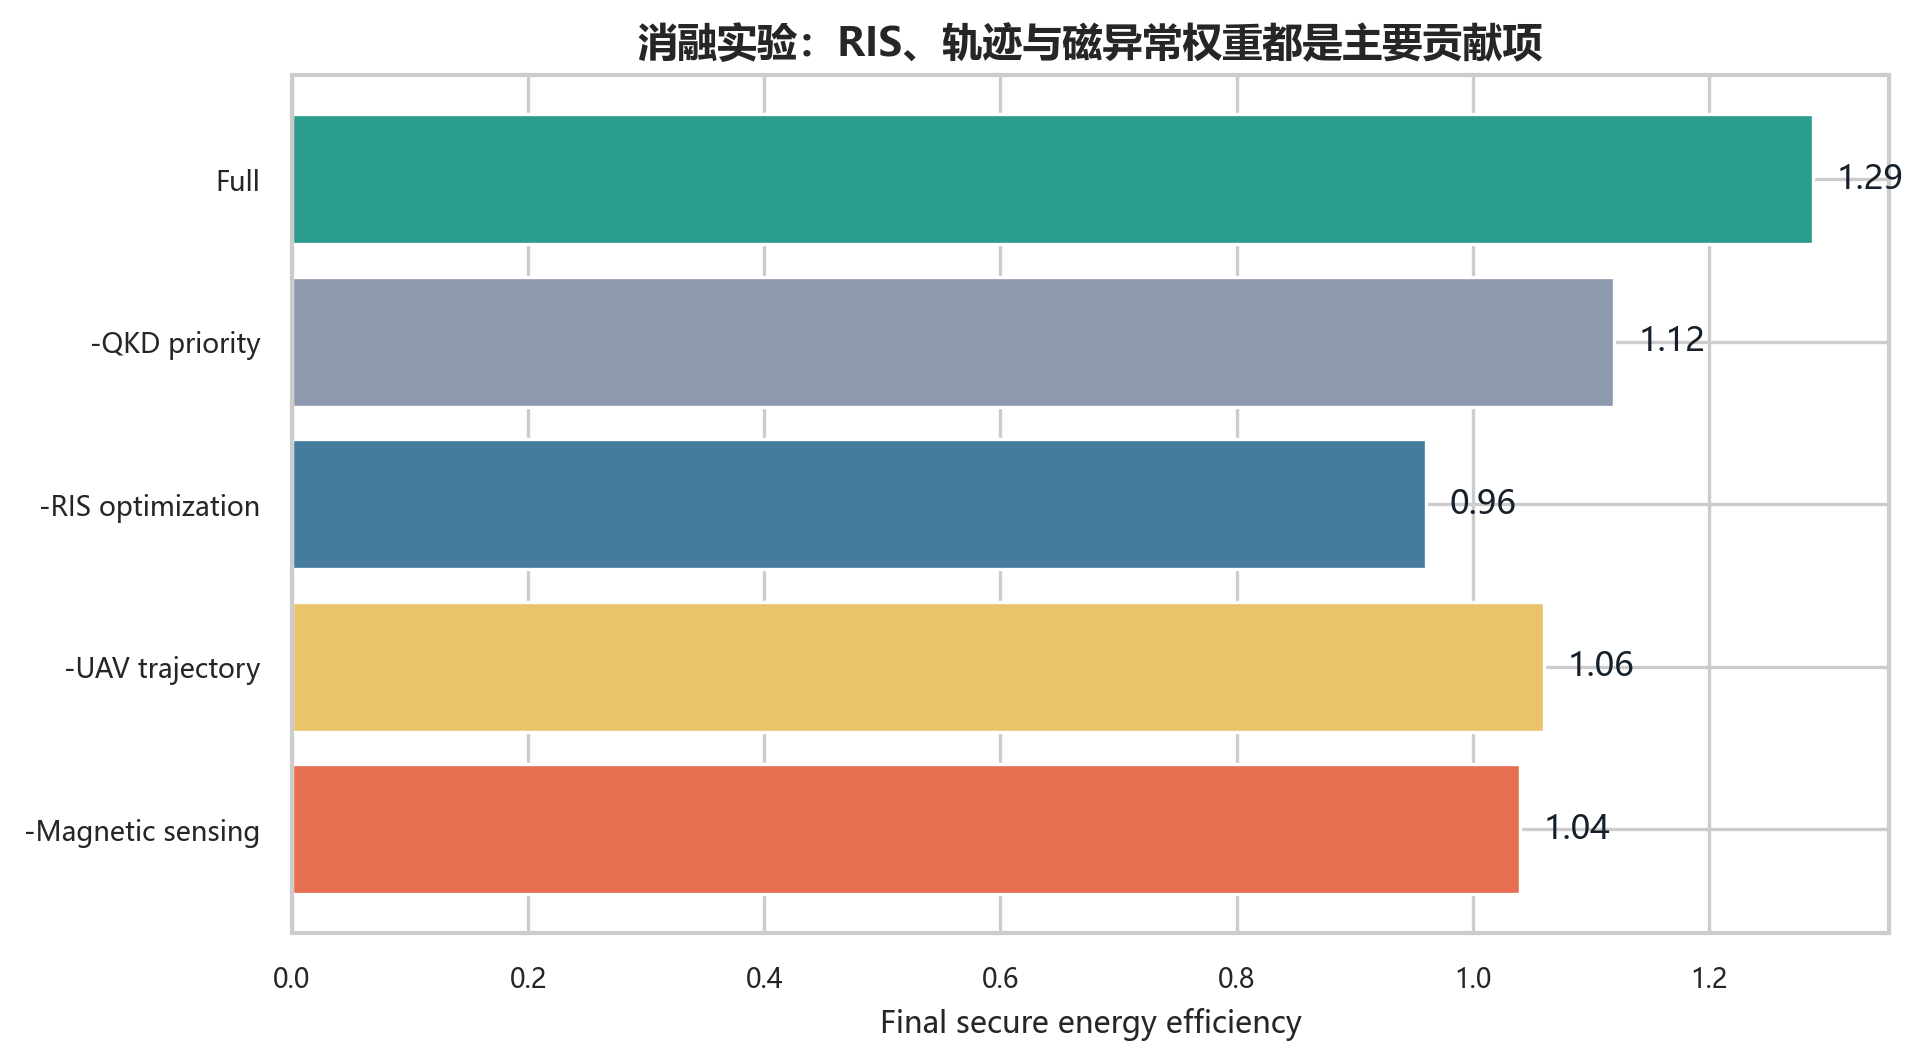 消融实验：RIS、轨迹与磁异常权重都是主要贡献项
Full
1.29
-QKD priority
1.12
-RIS optimization
0.96
-UAV trajectory
1.06
-Magnetic sensing
1.04
0.0 0.2 0.4 0.6 0.8 1.0 1.2
Final secure energy efficiency